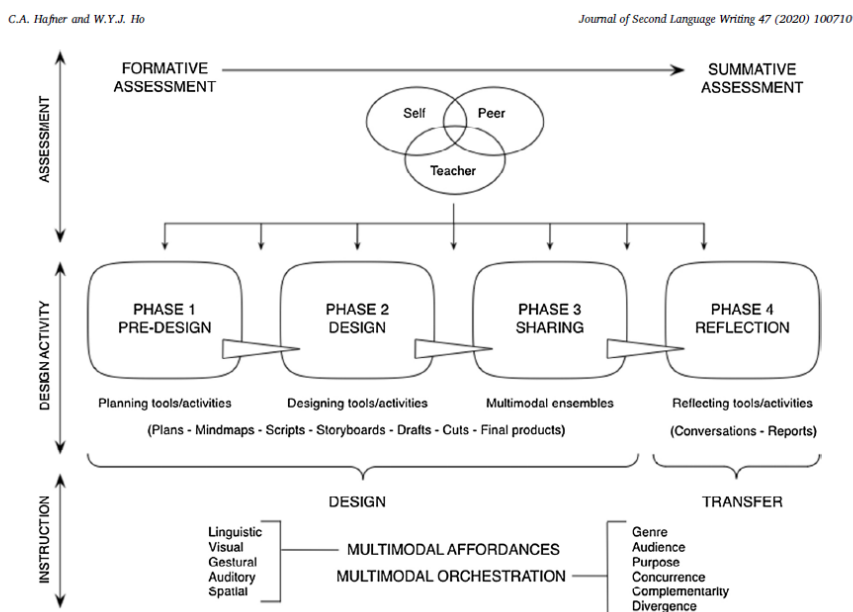 C.A. Hafner and W.Y.J. Ho
Journal of Second Language Writing 47 (2020) 100710
ASSESSMENT
FORMATIVE
ASSESSMENT
SUMMATIVE
ASSESSMENT
Self
Peer
Teacher
DESIGN ACTIVITY
PHASE 1
PRE-DESIGN
PHASE 2
DESIGN
PHASE 3
SHARING
PHASE 4
REFLECTION
Planning tools/activities
Designing tools/activities
Multimodal ensembles
Reflecting tools/activities
(Plans - Mindmaps - Scripts - Storyboards - Drafts - Cuts - Final products)
(Conversations - Reports)
INSTRUCTION
DESIGN
TRANSFER
Linguistic
Visual
Gestural
Auditory
Spatial
MULTIMODAL AFFORDANCES
MULTIMODAL ORCHESTRATION
Genre
Audience
Purpose
Concurrence
Complementarity
Divergence